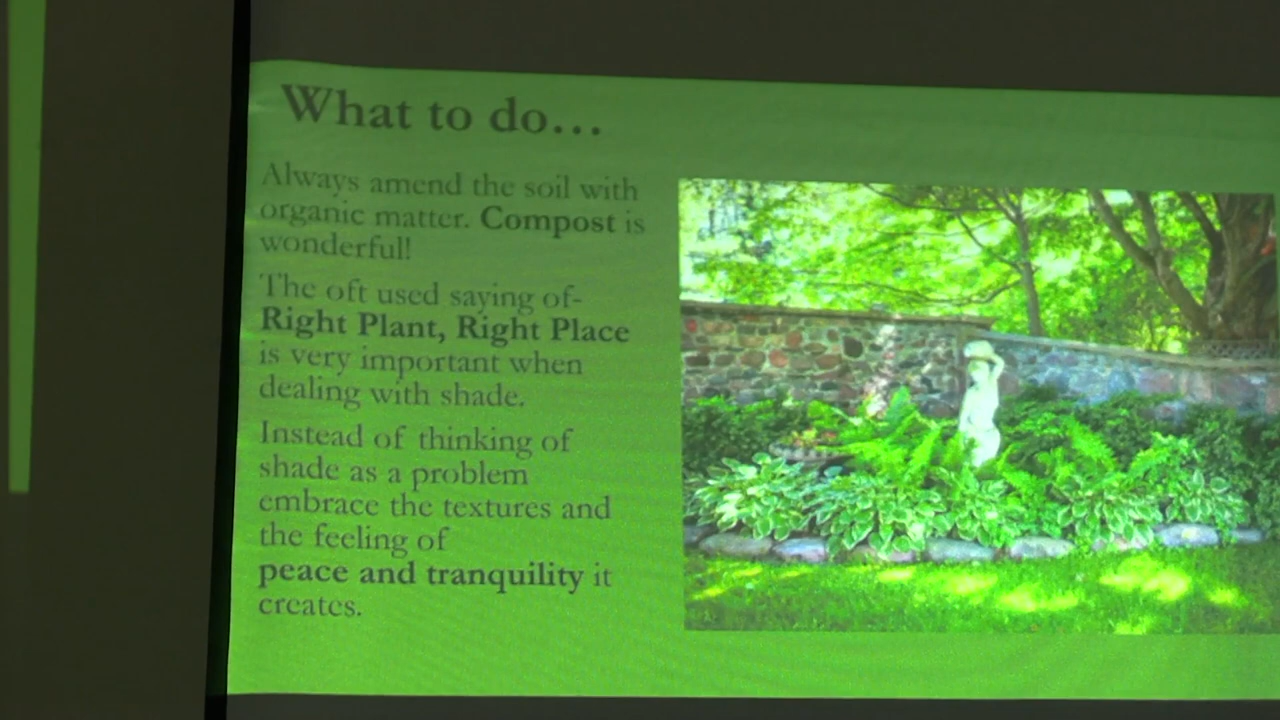 What to do...
Always amend the soil with
organic matter. Compost is
wonderful!
The oft used saying of-
Right Plant, Right Place
is very important when
dealing with shade.
Instead of thinking of
shade as a problem
embrace the textures and
the feeling of
peace and tranquility it
creates.